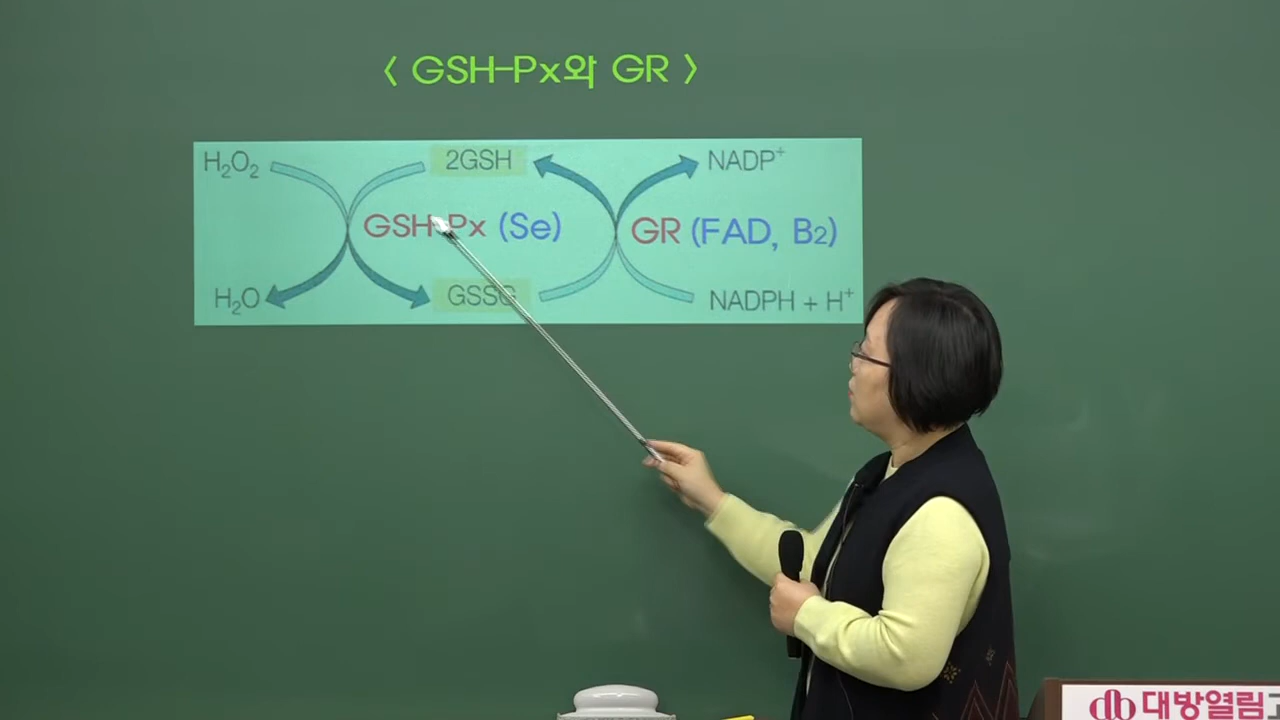 < GSH-Px와 GR >
H₂O₂ 2GSH NADP⁺
GSH-Px (Se) GR (FAD, B₂)
H₂O GSSG NADPH + H⁺
대방열림고